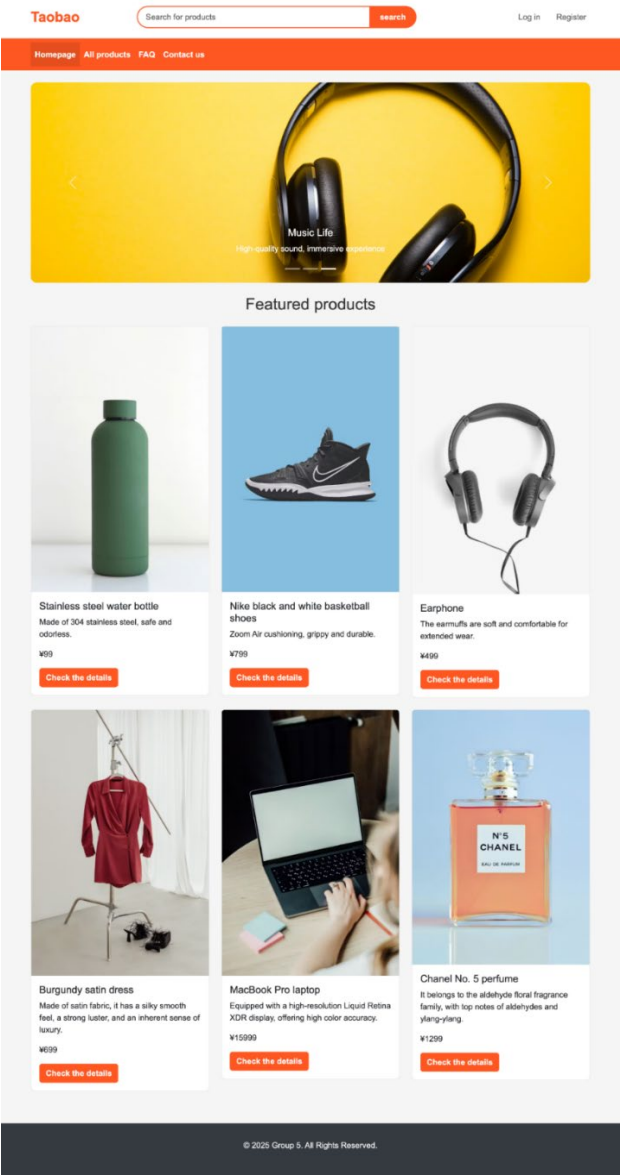 Taobao
Search for products
search
Log in
Register
Homepage
All products
FAQ
Contact us
Music Life
High-quality sound, immersive experience
Featured products
Stainless steel water bottle
Made of 304 stainless steel, safe and
odorless.
¥99
Check the details
Nike black and white basketball
shoes
Zoom Air cushioning, grippy and durable.
¥799
Check the details
Earphone
The earmuffs are soft and comfortable for
extended wear.
¥499
Check the details
Burgundy satin dress
Made of satin fabric, it has a silky smooth
feel, a strong luster, and an inherent sense of
luxury.
¥699
Check the details
MacBook Pro laptop
Equipped with a high-resolution Liquid Retina
XDR display, offering high color accuracy.
¥15999
Check the details
N°5
CHANEL
EAU DE PARFUM
Chanel No. 5 perfume
It belongs to the aldehyde floral fragrance
family, with top notes of aldehydes and
ylang-ylang.
¥1299
Check the details
© 2025 Group 5. All Rights Reserved.